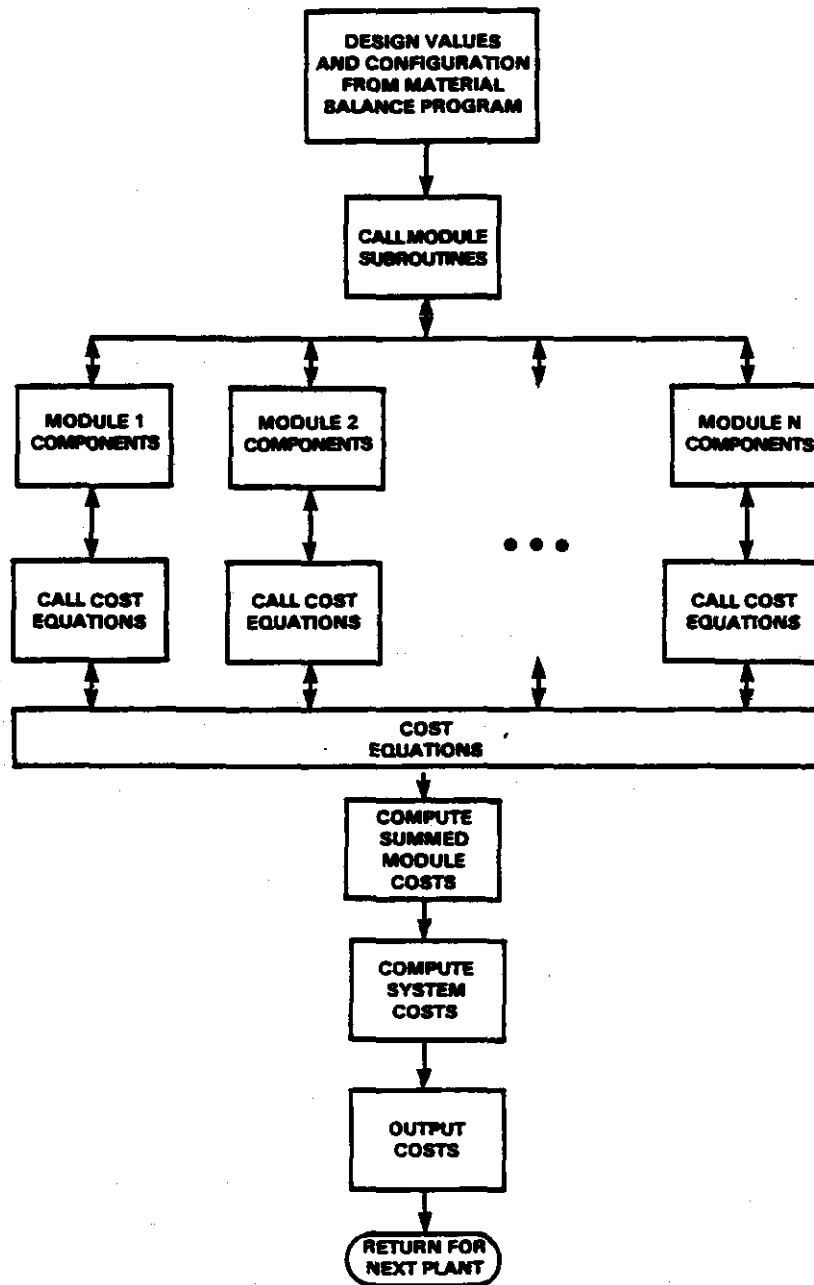 DESIGN VALUES
AND CONFIGURATION
FROM MATERIAL
BALANCE PROGRAM
CALL MODULE
SUBROUTINES
MODULE 1
COMPONENTS
MODULE 2
COMPONENTS
MODULE N
COMPONENTS
CALL COST
EQUATIONS
CALL COST
EQUATIONS
• • •
CALL COST
EQUATIONS
COST
EQUATIONS
COMPUTE
SUMMED
MODULE
COSTS
COMPUTE
SYSTEM
COSTS
OUTPUT
COSTS
RETURN FOR
NEXT PLANT